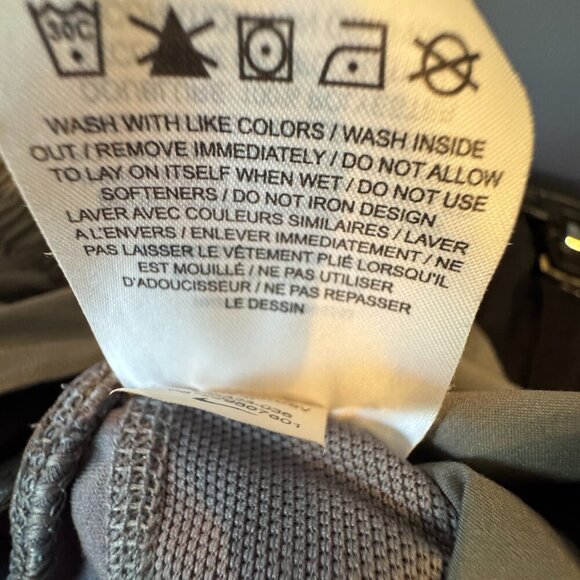 30C
WASH WITH LIKE COLORS / WASH INSIDE
OUT / REMOVE IMMEDIATELY / DO NOT ALLOW
TO LAY ON ITSELF WHEN WET / DO NOT USE
SOFTENERS / DO NOT IRON DESIGN
LAVER AVEC COULEURS SIMILAIRES / LAVER
A L'ENVERS / ENLEVER IMMEDIATEMENT / NE
PAS LAISSER LE VÊTEMENT PLIÉ LORSQU'IL
EST MOUILLÉ / NE PAS UTILISER
D'ADOUCISSEUR / NE PAS REPASSER
LE DESSIN